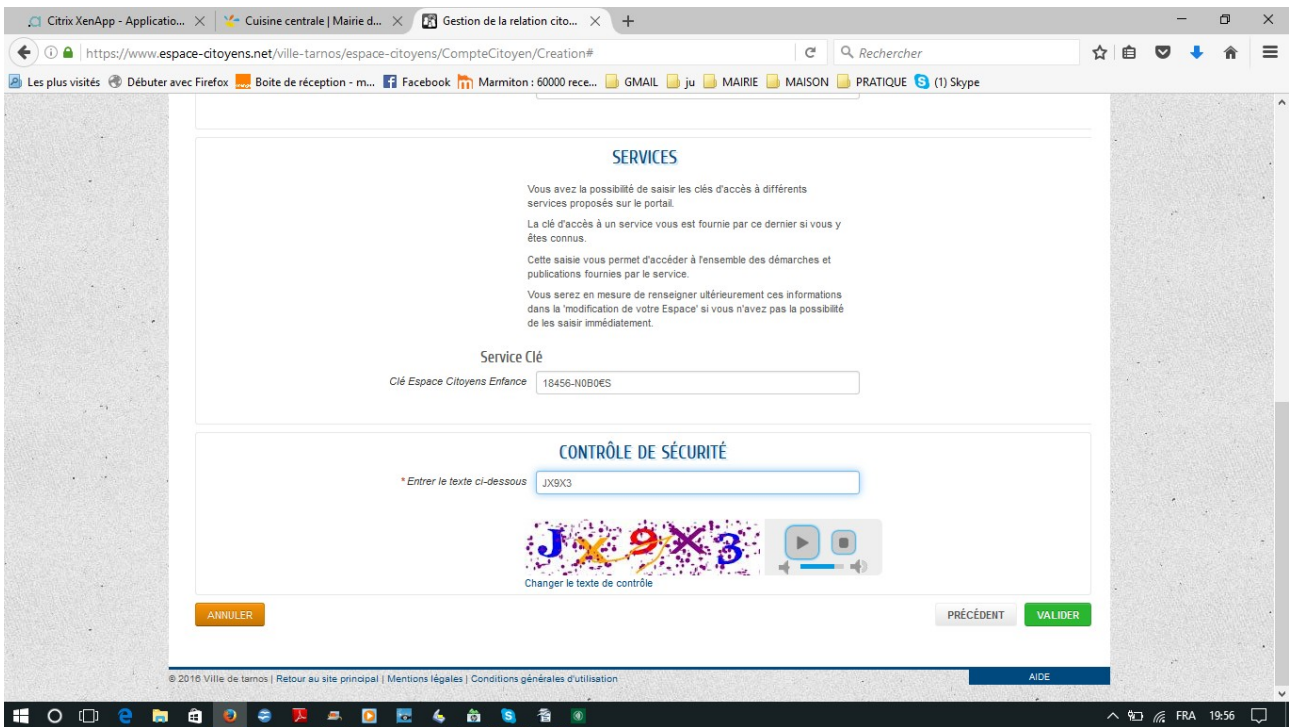 Citrix XenApp - Applicatio...
Cuisine centrale | Mairie d...
Gestion de la relation cito...
https://www.espace-citoyens.net/ville-tarnos/espace-citoyens/CompteCitoyen/Creation#
Rechercher
Les plus visités Débuter avec Firefox Boite de réception - m... Facebook Marmiton : 60000 rece... GMAIL ju MAIRIE MAISON PRATIQUE (1) Skype
SERVICES
Vous avez la possibilité de saisir les clés d'accès à différents
services proposés sur le portail.
La clé d'accès à un service vous est fournie par ce dernier si vous y
êtes connus.
Cette saisie vous permet d'accéder à l'ensemble des démarches et
publications fournies par le service.
Vous serez en mesure de renseigner ultérieurement ces informations
dans la 'modification de votre Espace' si vous n'avez pas la possibilité
de les saisir immédiatement.
Service Clé
Clé Espace Citoyens Enfance 18456-N0B0€S
CONTRÔLE DE SÉCURITÉ
* Entrer le texte ci-dessous JX9X3
Jx9X3
Changer le texte de contrôle
ANNULER
PRÉCÉDENT
VALIDER
© 2016 Ville de tarnos | Retour au site principal | Mentions légales | Conditions générales d'utilisation
AIDE
FRA 19:56